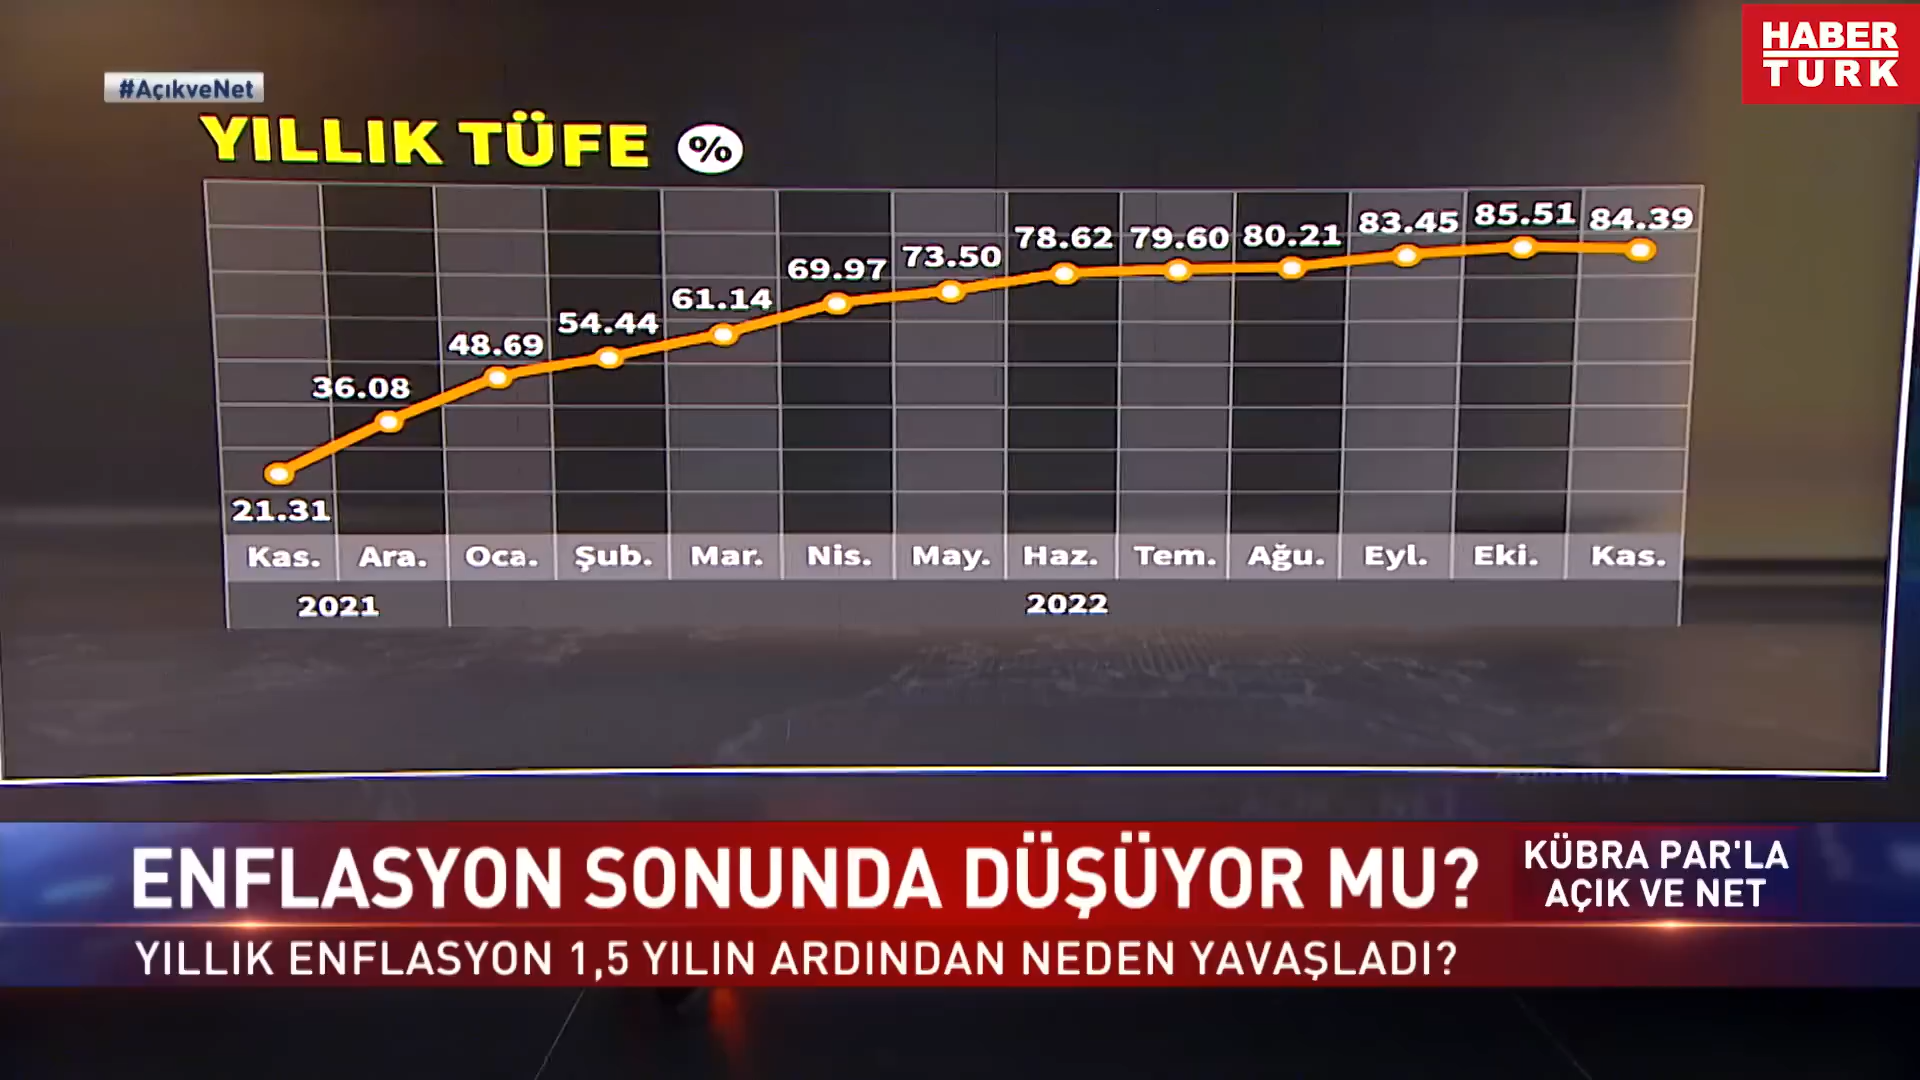 HABER
TURK
#AçıkveNet
YILLIK TÜFE %
21.31
36.08
48.69
54.44
61.14
69.97
73.50
78.62
79.60
80.21
83.45
85.51
84.39
Kas. Ara. Oca. Şub. Mar. Nis. May. Haz. Tem. Ağu. Eyl. Eki. Kas.
2021 2022
ENFLASYON SONUNDA DÜŞÜYOR MU?
YILLIK ENFLASYON 1,5 YILIN ARDINDAN NEDEN YAVAŞLADI?
KÜBRA PAR'LA
AÇIK VE NET